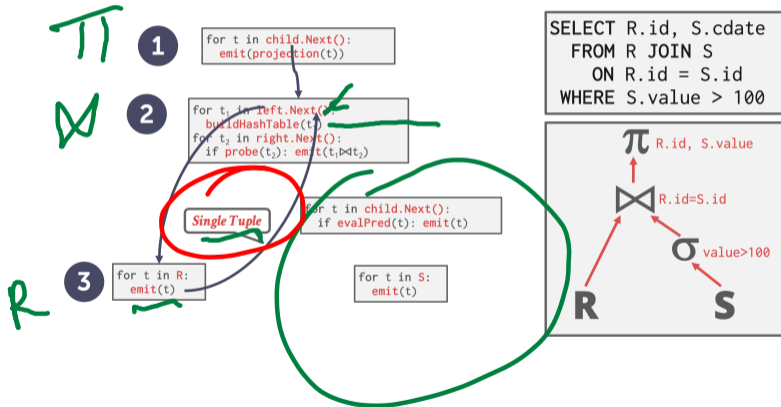 π
1
for t in child.Next():
emit(projection(t))
⋈
2
for t₁ in left.Next():
buildHashTable(t₁)
for t₂ in right.Next():
if probe(t₂): emit(t₁⋈t₂)
Single Tuple
for t in child.Next():
if evalPred(t): emit(t)
R
3
for t in R:
emit(t)
for t in S:
emit(t)
SELECT R.id, S.cdate
FROM R JOIN S
ON R.id = S.id
WHERE S.value > 100
π R.id, S.value
⋈ R.id=S.id
σ value>100
R S